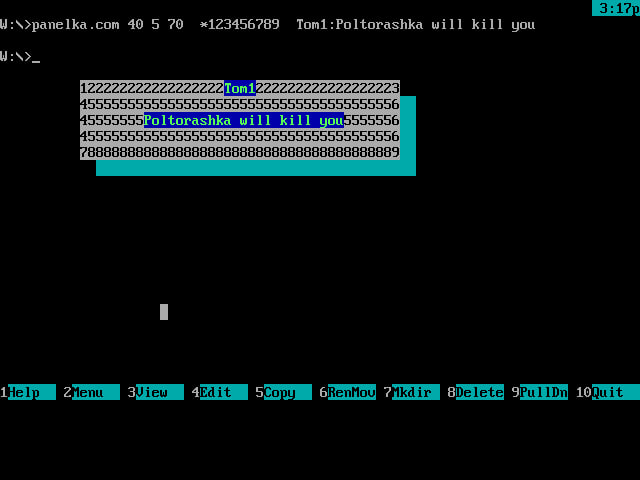 3:17p
W:\>panelka.com 40 5 70  *123456789  Tom1:Poltorashka will kill you
W:\>_
122222222222222222Tom1222222222222222223
4555555555555555555555555555555555555556
45555555Poltorashka will kill you5555556
4555555555555555555555555555555555555556
7888888888888888888888888888888888888889
1Help 2Menu 3View 4Edit 5Copy 6RenMov 7Mkdir 8Delete 9PullDn 10Quit